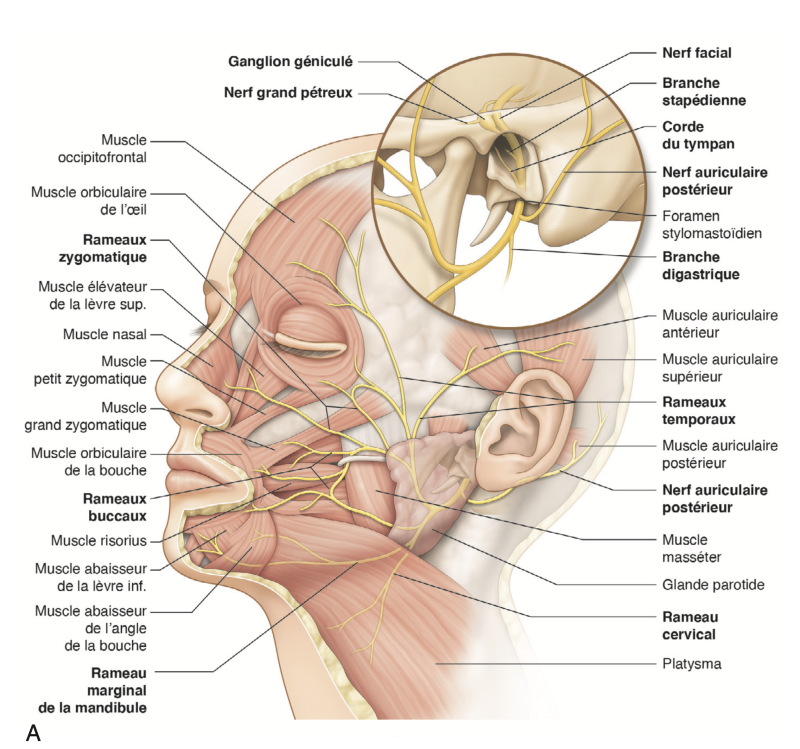 Ganglion géniculé
Nerf grand pétreux
Muscle
occipitofrontal
Muscle orbiculaire
de l’œil
Rameaux
zygomatique
Muscle élévateur
de la lèvre sup.
Muscle nasal
Muscle
petit zygomatique
Muscle
grand zygomatique
Muscle orbiculaire
de la bouche
Rameaux
buccaux
Muscle risorius
Muscle abaisseur
de la lèvre inf.
Muscle abaisseur
de l’angle
de la bouche
Rameau
marginal
de la mandibule
Nerf facial
Branche
stapédienne
Corde
du tympan
Nerf auriculaire
postérieur
Foramen
stylomastoïdien
Branche
digastrique
Muscle auriculaire
antérieur
Muscle auriculaire
supérieur
Rameaux
temporaux
Muscle auriculaire
postérieur
Nerf auriculaire
postérieur
Muscle
masséter
Glande parotide
Rameau
cervical
Platysma
A